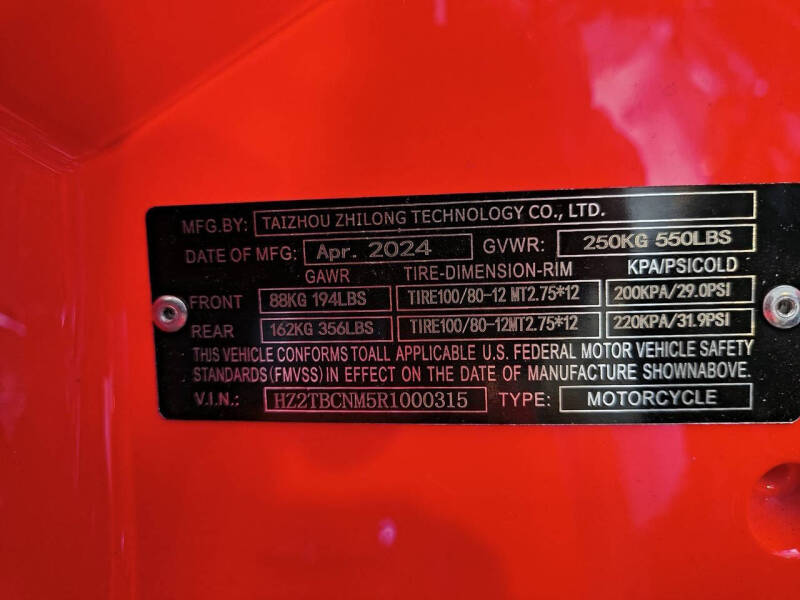 MFG.BY: TAIZHOU ZHILONG TECHNOLOGY CO., LTD.
DATE OF MFG: Apr. 2024 GVWR: 250KG 550LBS
GAWR TIRE-DIMENSION-RIM KPA/PSICOLD
FRONT 88KG 194LBS TIRE100/80-12 MT2.75*12 200KPA/29.0PSI
REAR 162KG 356LBS TIRE100/80-12MT2.75*12 220KPA/31.9PSI
THIS VEHICLE CONFORMS TOALL APPLICABLE U.S. FEDERAL MOTOR VEHICLE SAFETY
STANDARDS(FMVSS) IN EFFECT ON THE DATE OF MANUFACTURE SHOWNABOVE.
V.I.N.: HZ2TBCNM5R1000315 TYPE: MOTORCYCLE